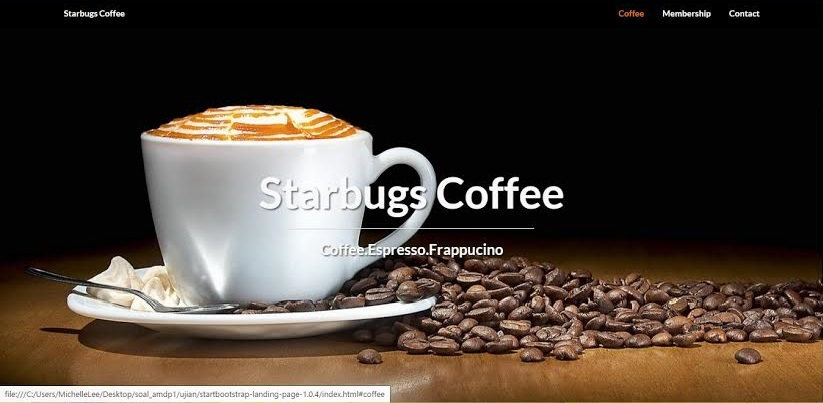 Starbugs Coffee
Coffee Membership Contact
Starbugs Coffee
Coffee.Espresso.Frappucino
file:///C:/Users/MichelleLee/Desktop/soal_amdp1/ujian/startbootstrap-landing-page-1.0.4/index.html#coffee